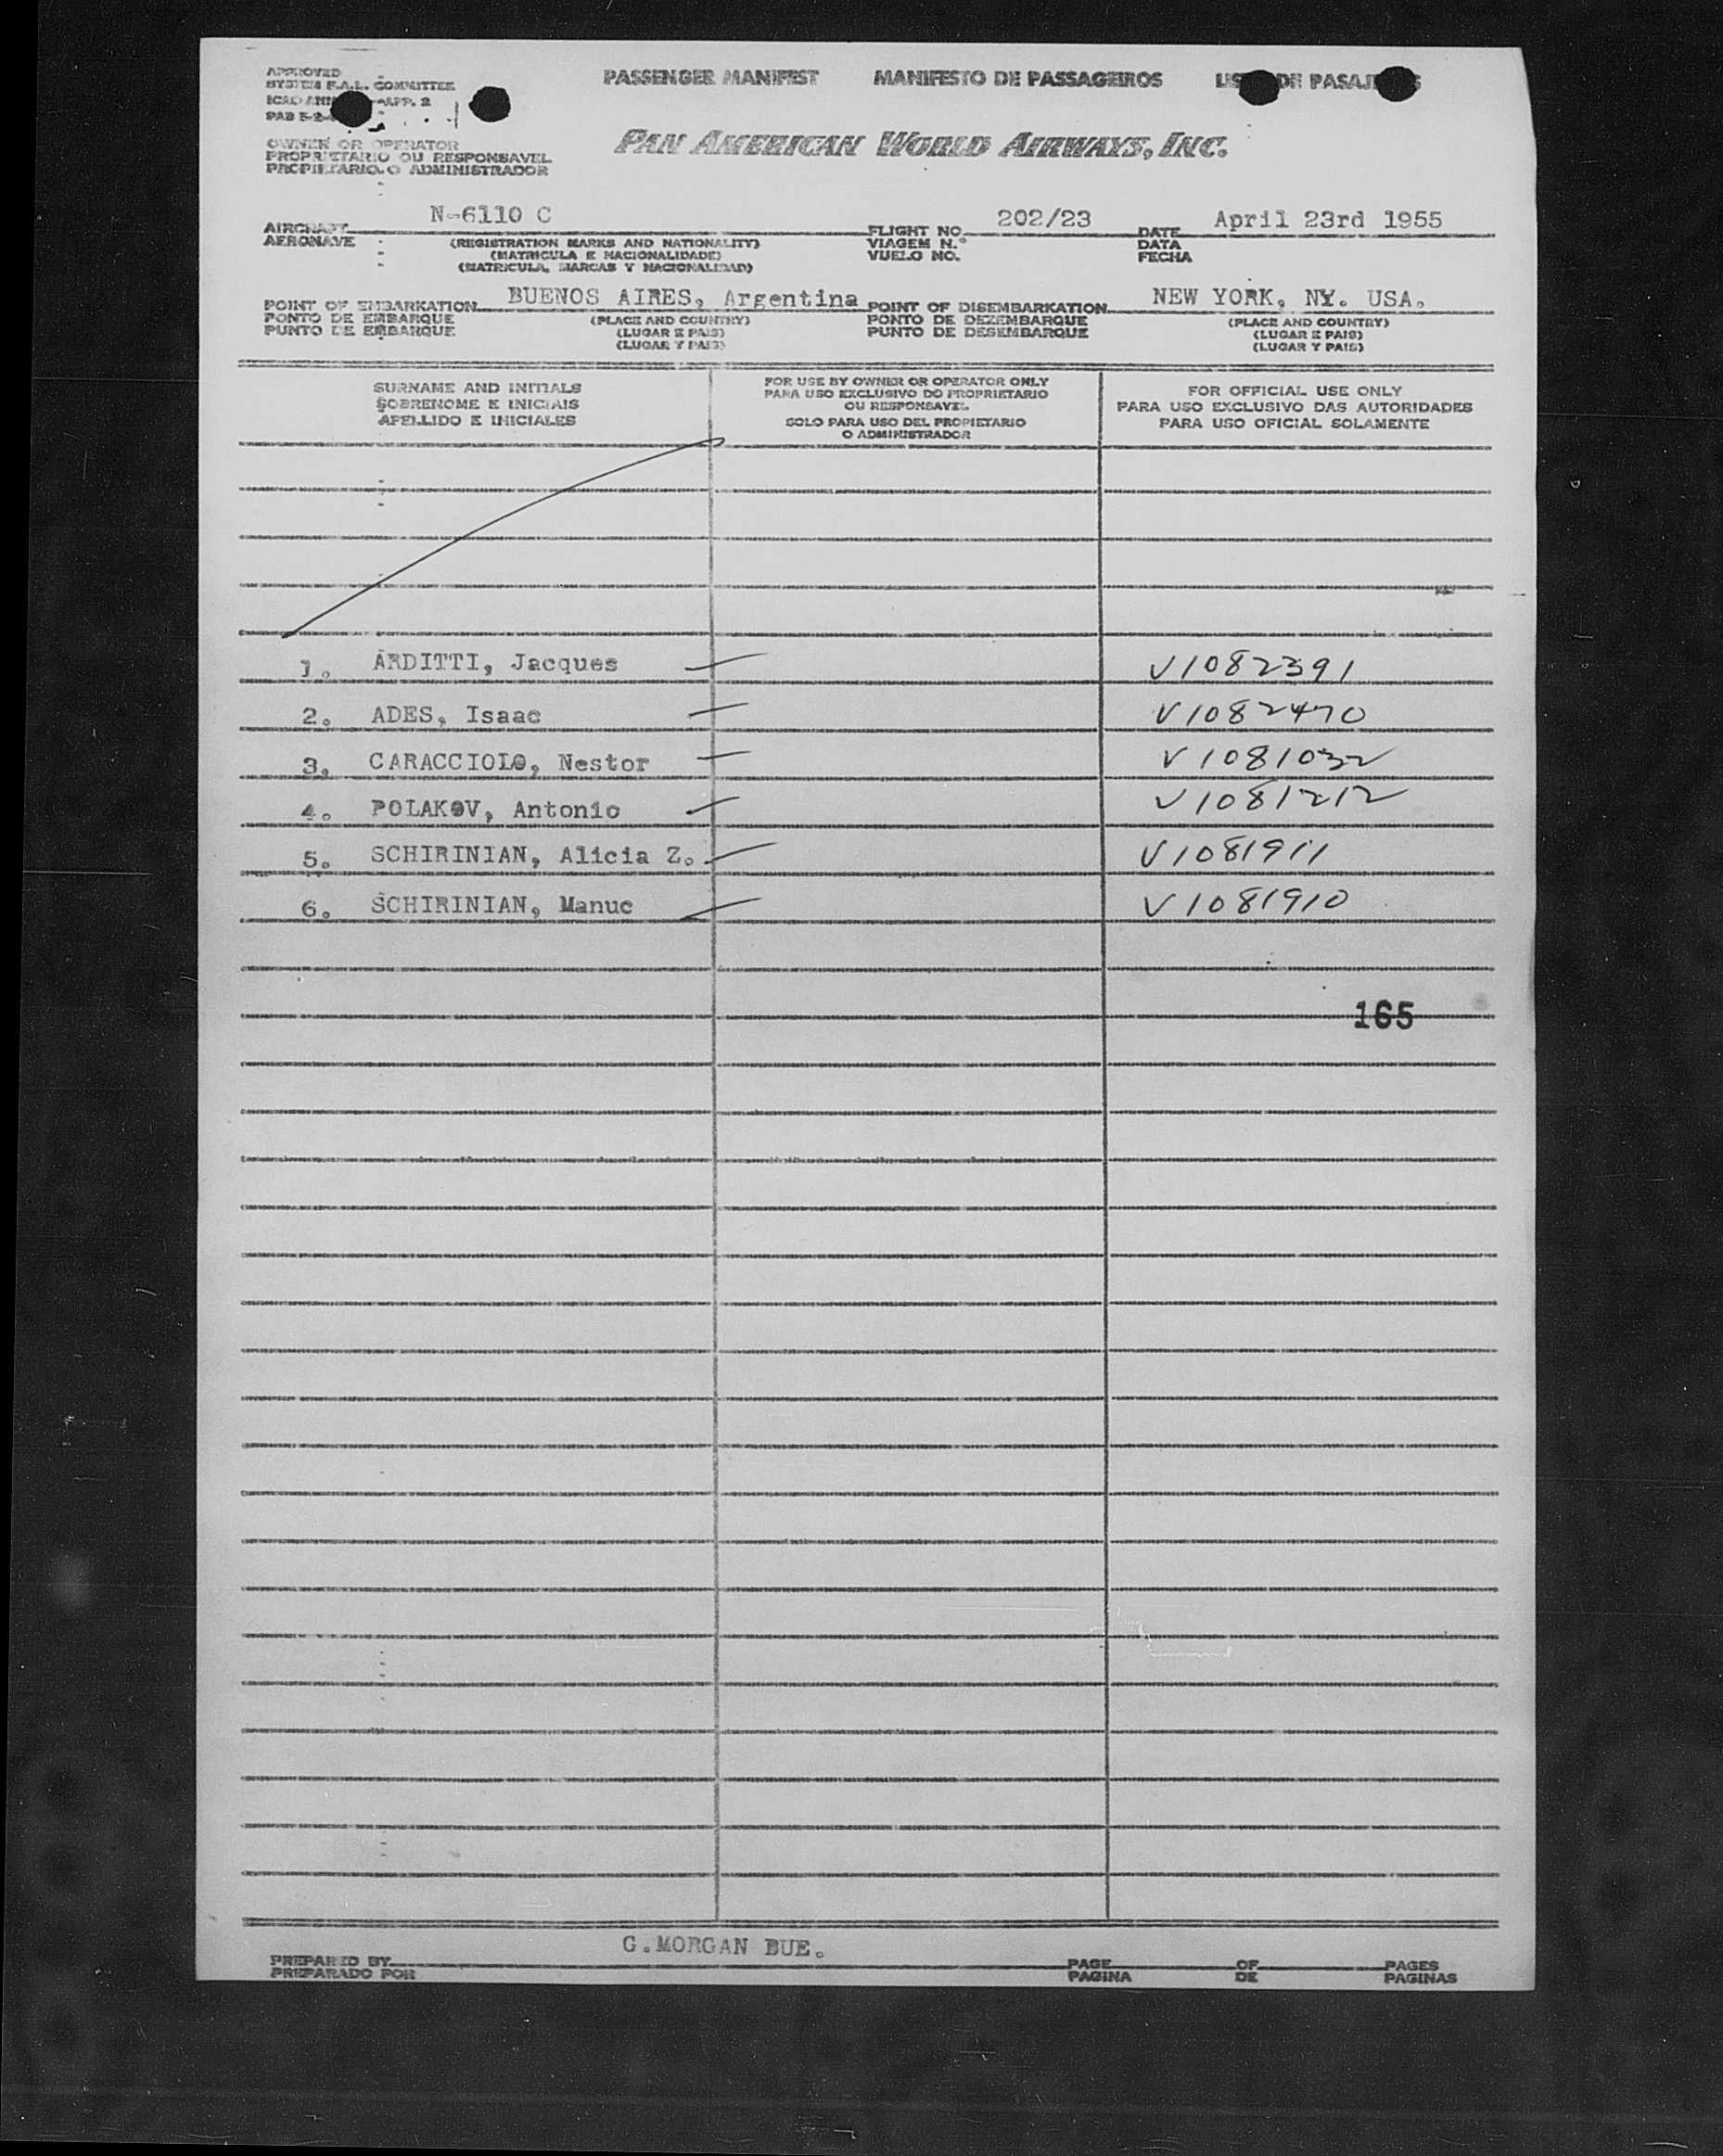 PASSENGER MANIFEST MANIFESTO DE PASSAGEIROS DE
APPROVED
SYSTEM F.A.L. COMMITTEE
APP. 2
PAN AMERICAN WORLD AIRWAYS, INC.
OWNER OR OPERATOR
PROPRIETARIO OU RESPONSAVEL
PROPIETARIO O ADMINISTRADOR
AIRCRAFT N-6110 C FLIGHT NO. 202/23 DATE April 23rd 1955
AERONAVE (REGISTRATION MARKS AND NATIONALITY) VIAGEM N.º DATA
(MATRICULA E NACIONALIDADE) VUELO NO. FECHA
(MATRICULA, MARCAS Y NACIONALIDAD)
POINT OF EMBARKATION BUENOS AIRES, Argentina POINT OF DISEMBARKATION NEW YORK, NY. USA.
PONTO DE EMBARQUE (PLACE AND COUNTRY) PONTO DE DEZEMBARQUE (PLACE AND COUNTRY)
PUNTO DE EMBARQUE (LUGAR E PAIS) PUNTO DE DESEMBARQUE (LUGAR E PAIS)
(LUGAR Y PAIS) (LUGAR Y PAIS)
SURNAME AND INITIALS
SOBRENOME E INICIAIS
APELLIDO E INICIALES
FOR USE BY OWNER OR OPERATOR ONLY
PARA USO EXCLUSIVO DO PROPRIETARIO
OU RESPONSAVEL
SOLO PARA USO DEL PROPIETARIO
O ADMINISTRADOR
FOR OFFICIAL USE ONLY
PARA USO EXCLUSIVO DAS AUTORIDADES
PARA USO OFICIAL SOLAMENTE
1. ARDITTI, Jacques V1082391
2. ADES, Isaac V1082470
3. CARACCIOLO, Nestor V1081032
4. POLAKOV, Antonio V1081212
5. SCHIRINIAN, Alicia Z. V1081911
6. SCHIRINIAN, Manuc V1081910
165
G.MORGAN BUE.
PREPARED BY PAGE OF PAGES
PREPARADO POR PAGINA DE PAGINAS